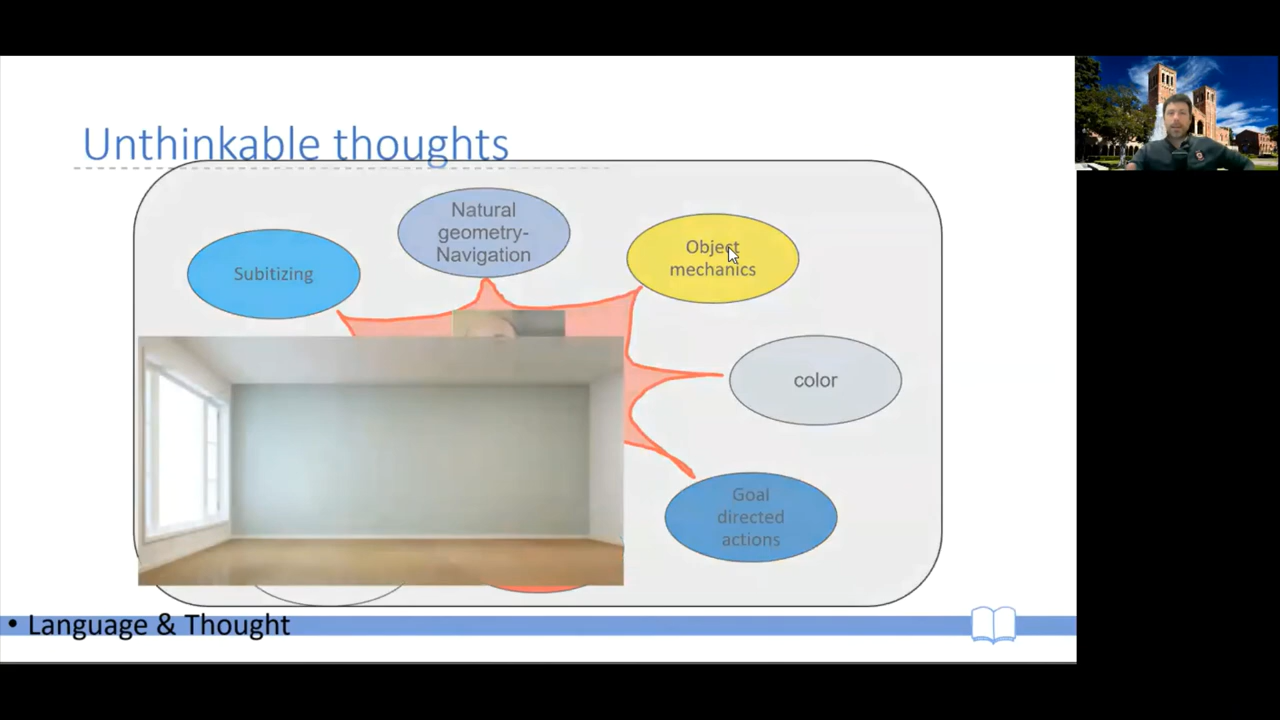 Unthinkable thoughts
Natural
geometry-
Navigation
Object
mechanics
Subitizing
color
Goal
directed
actions
• Language & Thought